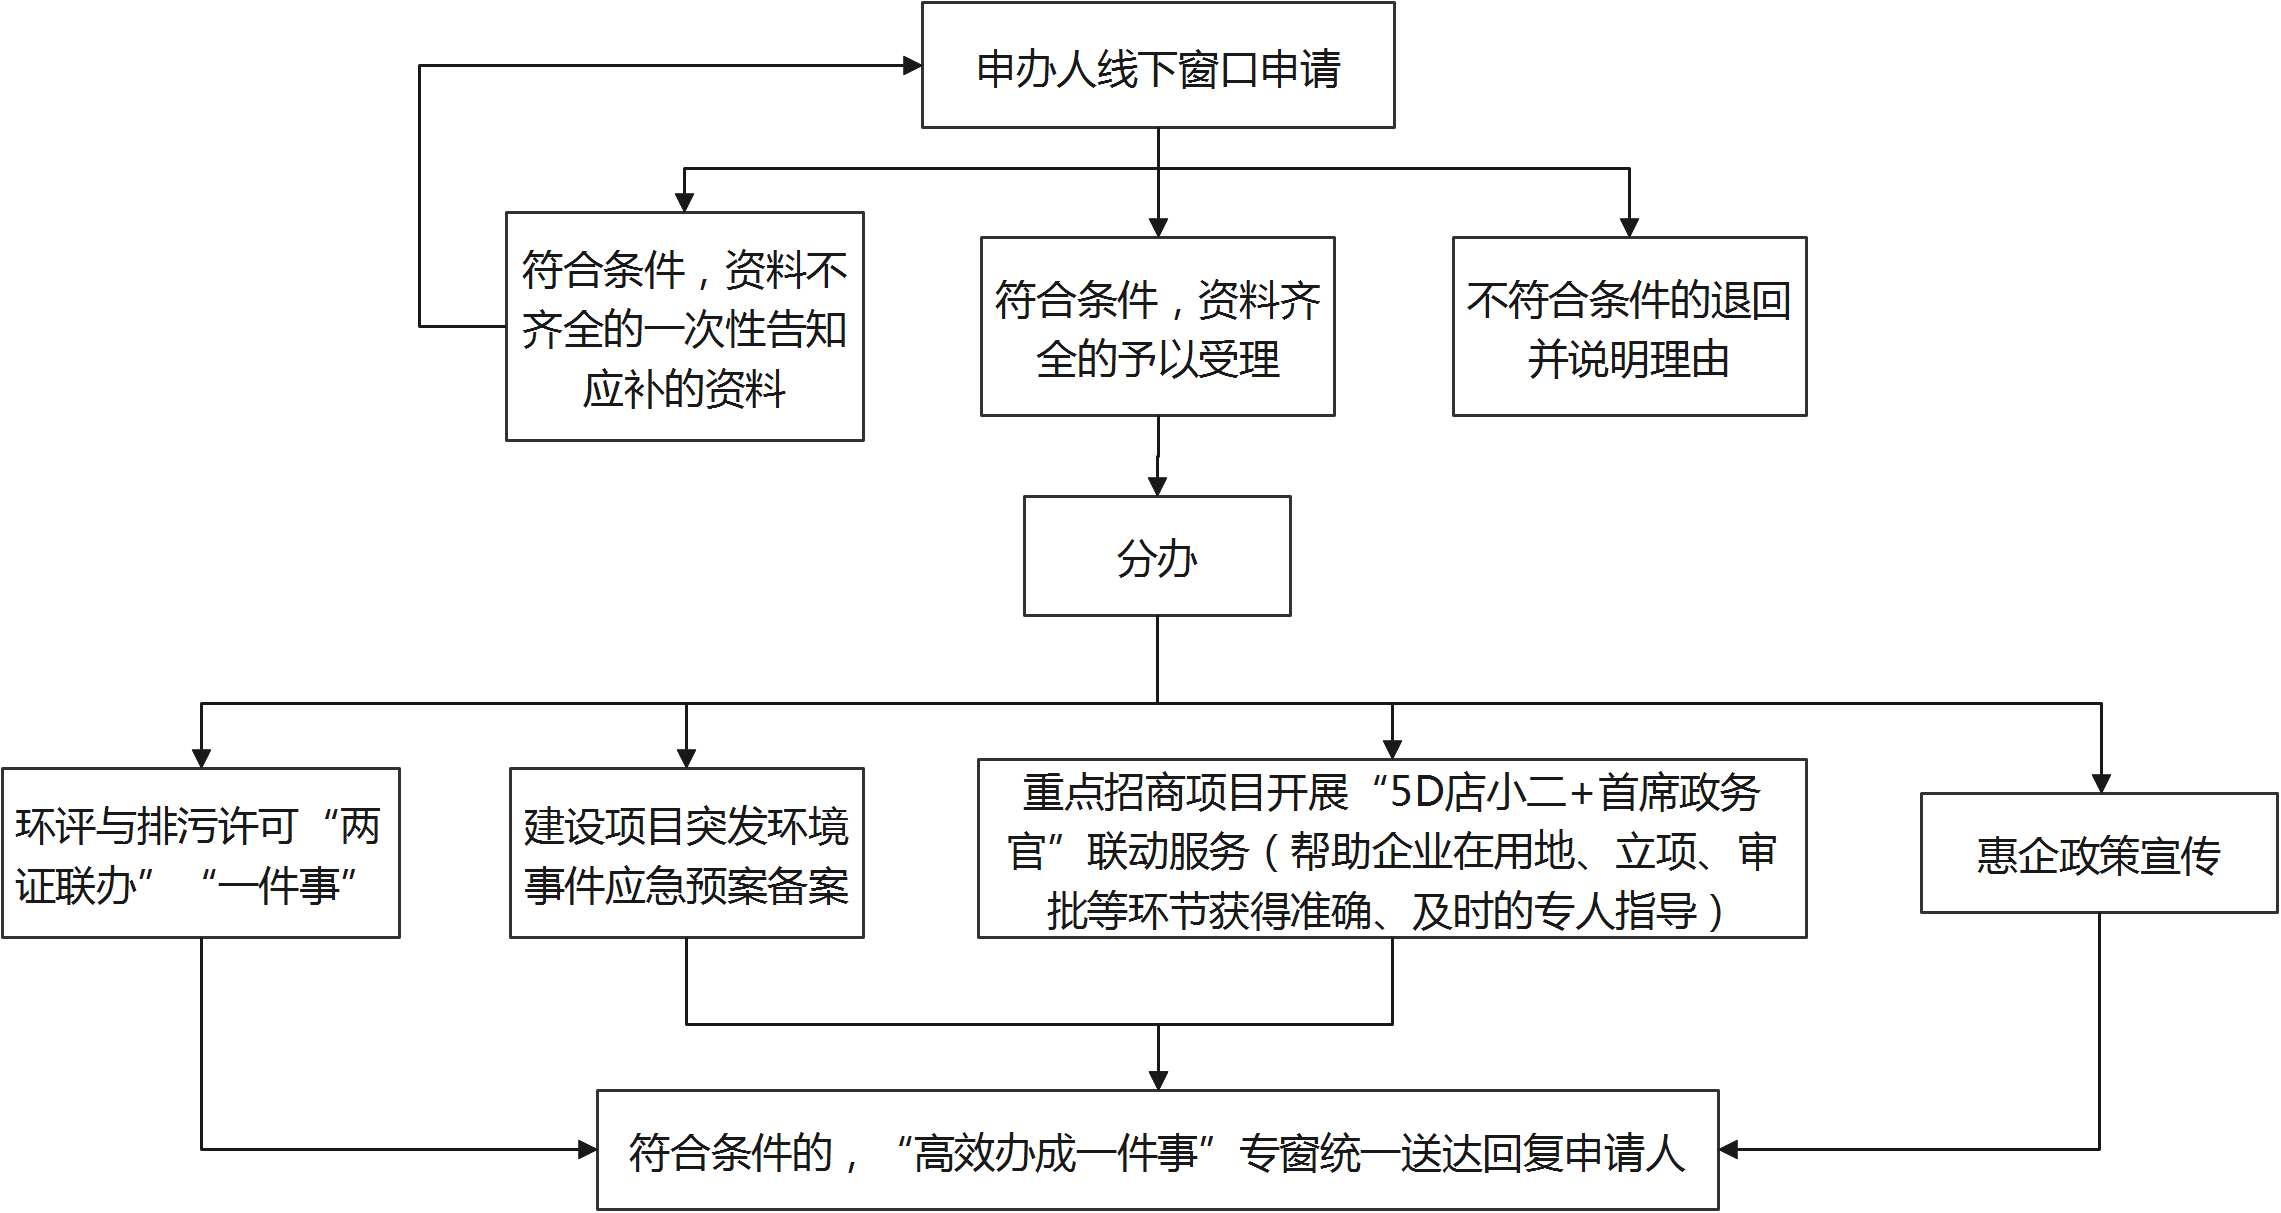 申办人线下窗口申请
符合条件，资料不
齐全的一次性告知
应补的资料
符合条件，资料齐
全的予以受理
不符合条件的退回
并说明理由
分办
环评与排污许可“两
证联办”“一件事”
建设项目突发环境
事件应急预案备案
重点招商项目开展“5D店小二+首席政务
官”联动服务（帮助企业在用地、立项、审
批等环节获得准确、及时的专人指导）
惠企政策宣传
符合条件的，“高效办成一件事”专窗统一送达回复申请人